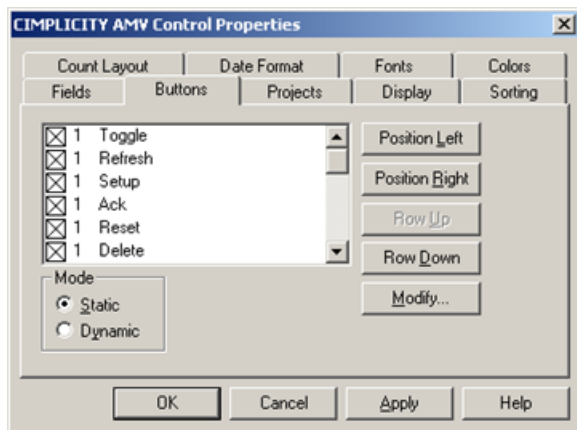 CIMPLICITY AMV Control Properties
Count Layout Date Format Fonts Colors
Fields Buttons Projects Display Sorting
1 Toggle
1 Refresh
1 Setup
1 Ack
1 Reset
1 Delete
Position Left
Position Right
Row Up
Row Down
Modify...
Mode
Static
Dynamic
OK Cancel Apply Help